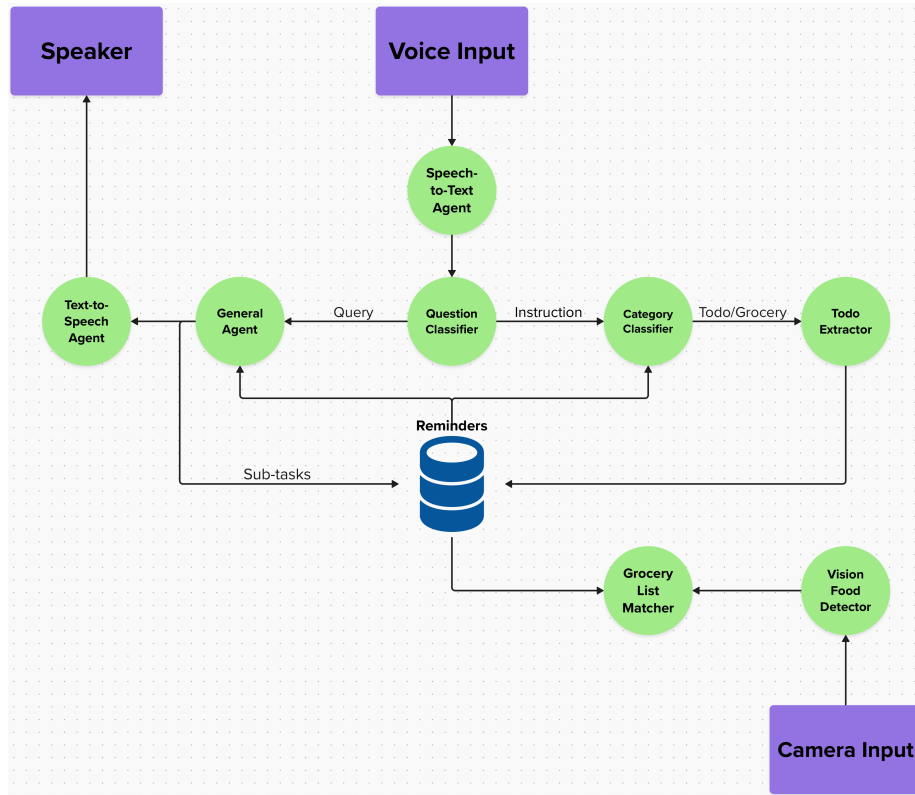 Speaker
Voice Input
Speech-
to-Text
Agent
Text-to-
Speech
Agent
General
Agent
Query
Question
Classifier
Instruction
Category
Classifier
Todo/Grocery
Todo
Extractor
Reminders
Sub-tasks
Grocery
List
Matcher
Vision
Food
Detector
Camera Input